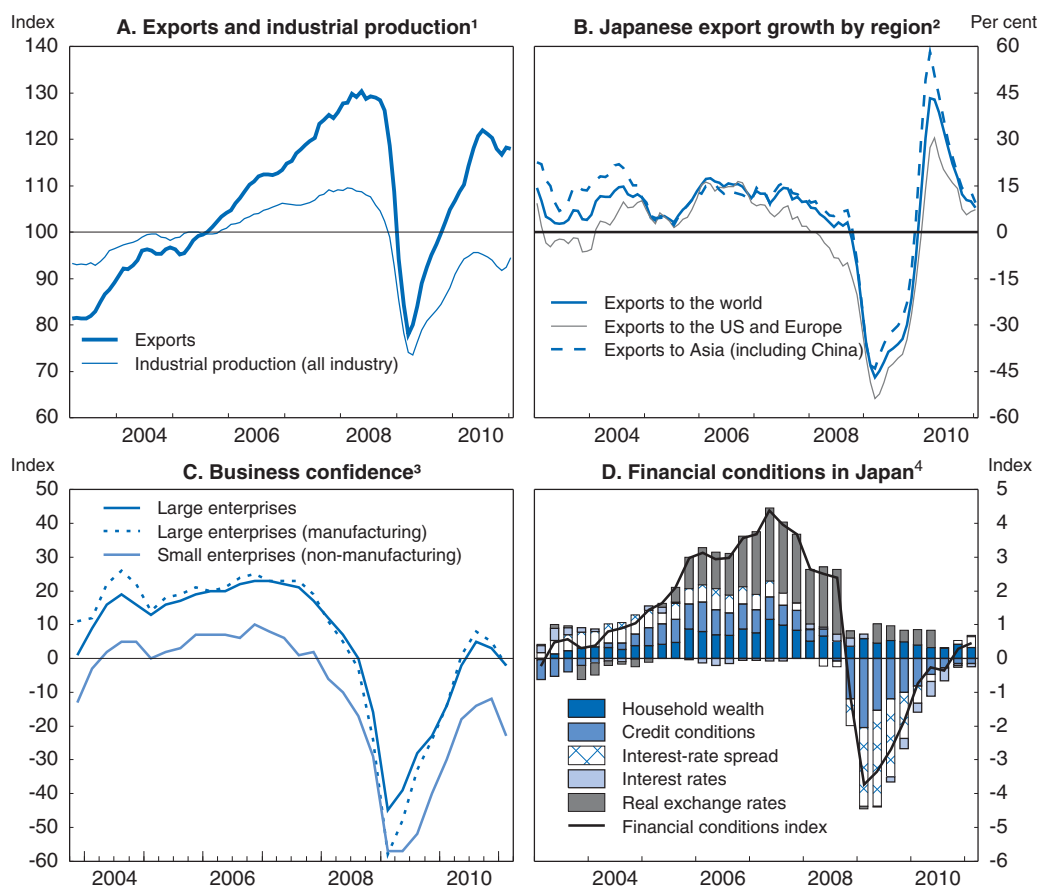 Index
A. Exports and industrial production¹
140
130
120
110
100
90
80
70
60
Exports
Industrial production (all industry)
2004 2006 2008 2010
B. Japanese export growth by region²
Per cent
60
45
30
15
0
-15
-30
-45
-60
Exports to the world
Exports to the US and Europe
Exports to Asia (including China)
2004 2006 2008 2010
Index
C. Business confidence³
50
40
30
20
10
0
-10
-20
-30
-40
-50
-60
Large enterprises
Large enterprises (manufacturing)
Small enterprises (non-manufacturing)
2004 2006 2008 2010
D. Financial conditions in Japan⁴
Index
5
4
3
2
1
0
-1
-2
-3
-4
-5
-6
Household wealth
Credit conditions
Interest-rate spread
Interest rates
Real exchange rates
Financial conditions index
2004 2006 2008 2010